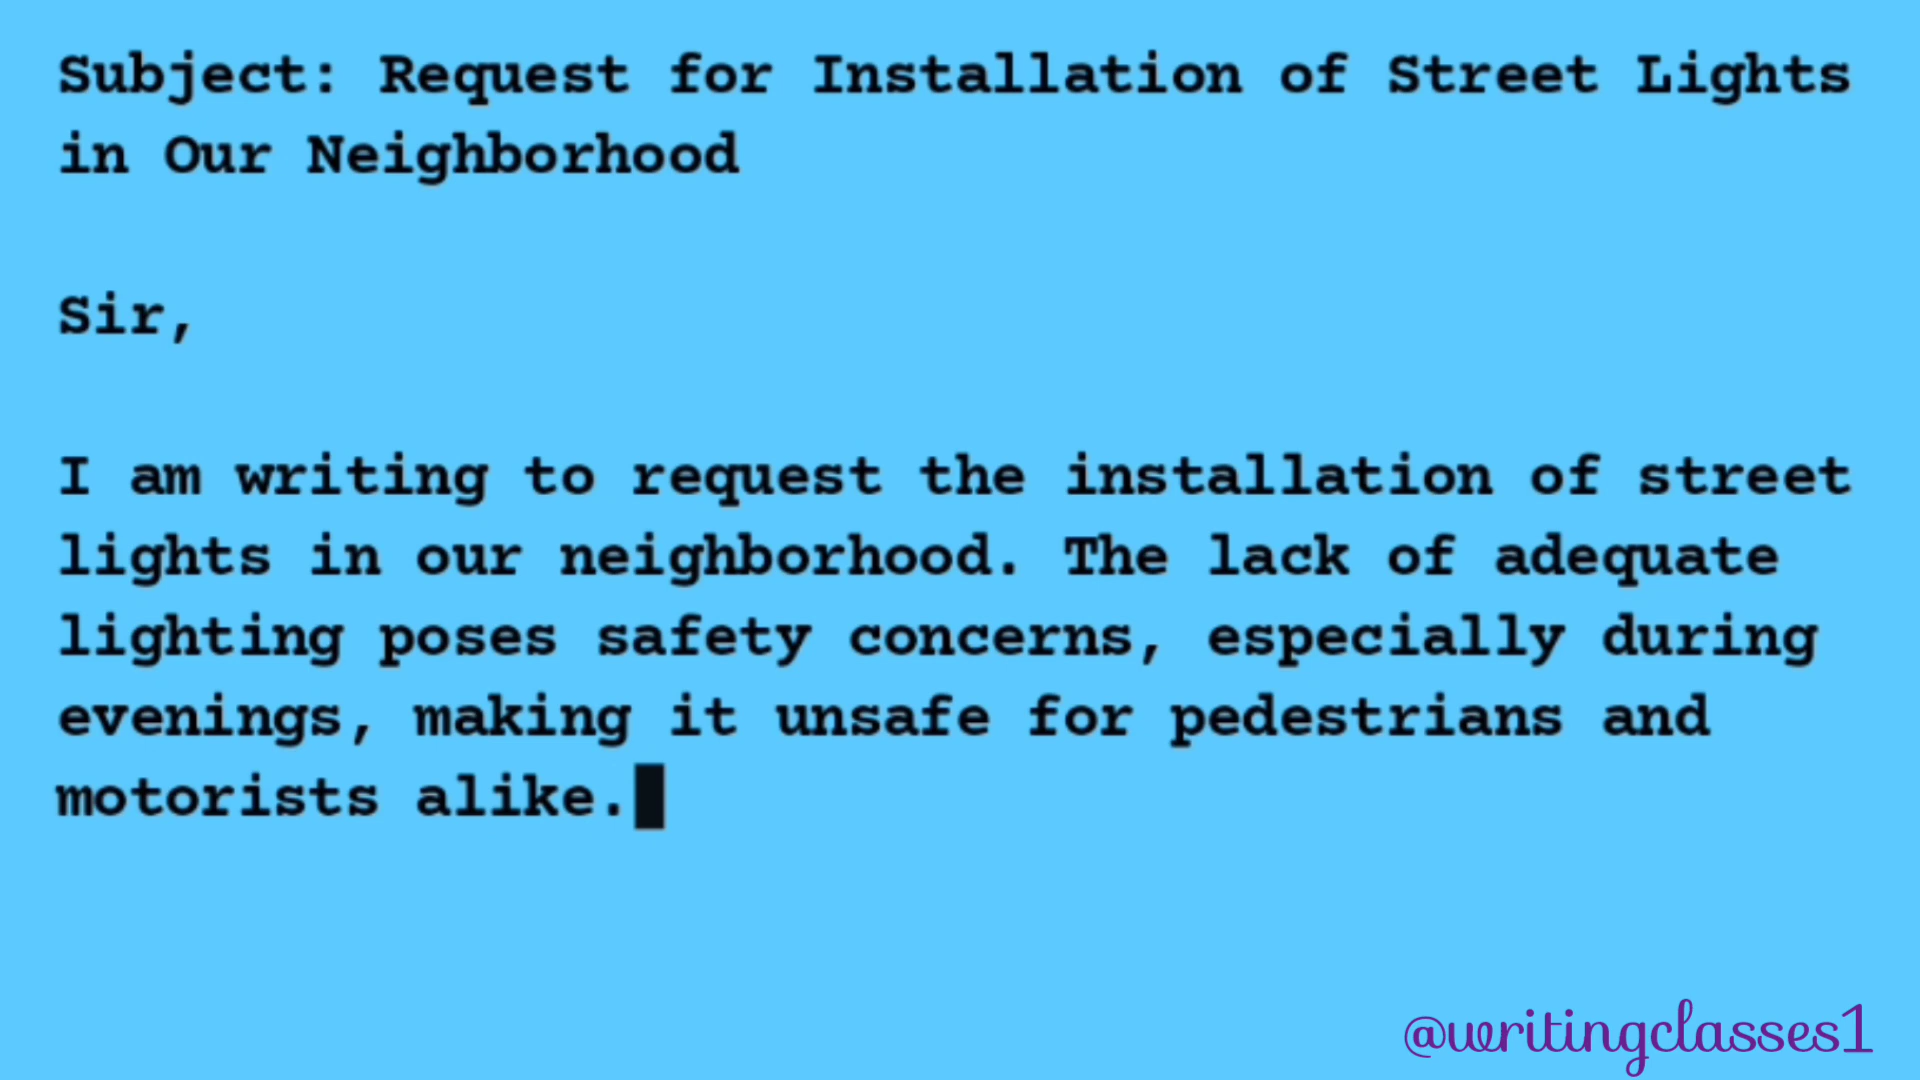 Subject: Request for Installation of Street Lights
in Our Neighborhood
Sir,
I am writing to request the installation of street
lights in our neighborhood. The lack of adequate
lighting poses safety concerns, especially during
evenings, making it unsafe for pedestrians and
motorists alike.
@writingclasses1